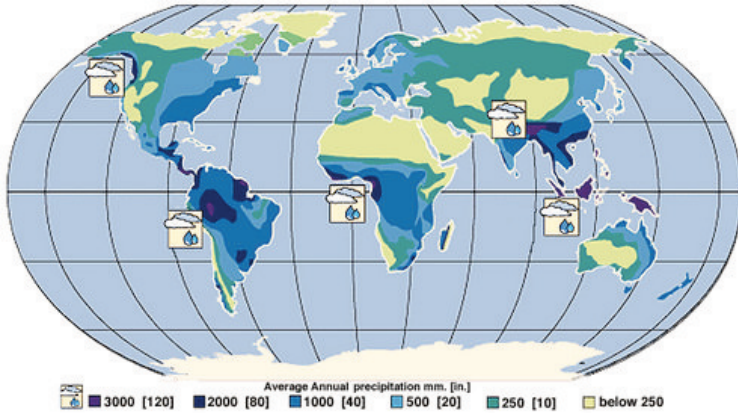 Average Annual precipitation mm. [in.]
3000 [120] 2000 [80] 1000 [40] 500 [20] 250 [10] below 250